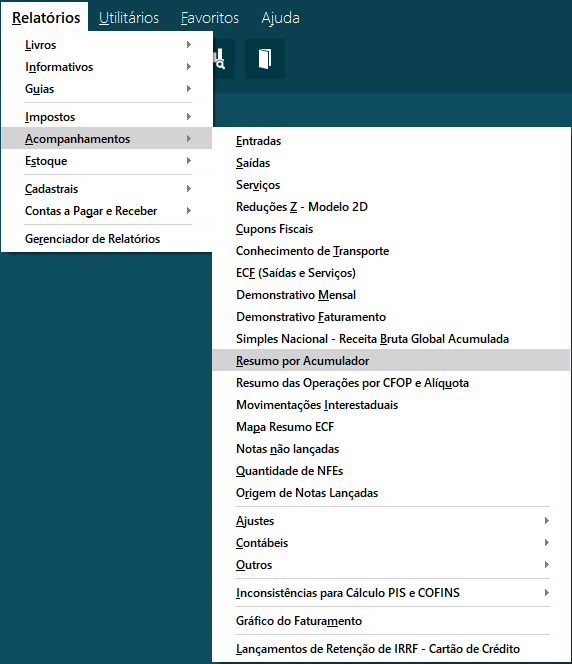 Relatórios Utilitários Favoritos Ajuda
Livros
Informativos
Guias
Impostos
Acompanhamentos
Estoque
Cadastrais
Contas a Pagar e Receber
Gerenciador de Relatórios
Entradas
Saídas
Serviços
Reduções Z - Modelo 2D
Cupons Fiscais
Conhecimento de Transporte
ECF (Saídas e Serviços)
Demonstrativo Mensal
Demonstrativo Faturamento
Simples Nacional - Receita Bruta Global Acumulada
Resumo por Acumulador
Resumo das Operações por CFOP e Alíquota
Movimentações Interestaduais
Mapa Resumo ECF
Notas não lançadas
Quantidade de NFEs
Origem de Notas Lançadas
Ajustes
Contábeis
Outros
Inconsistências para Cálculo PIS e COFINS
Gráfico do Faturamento
Lançamentos de Retenção de IRRF - Cartão de Crédito